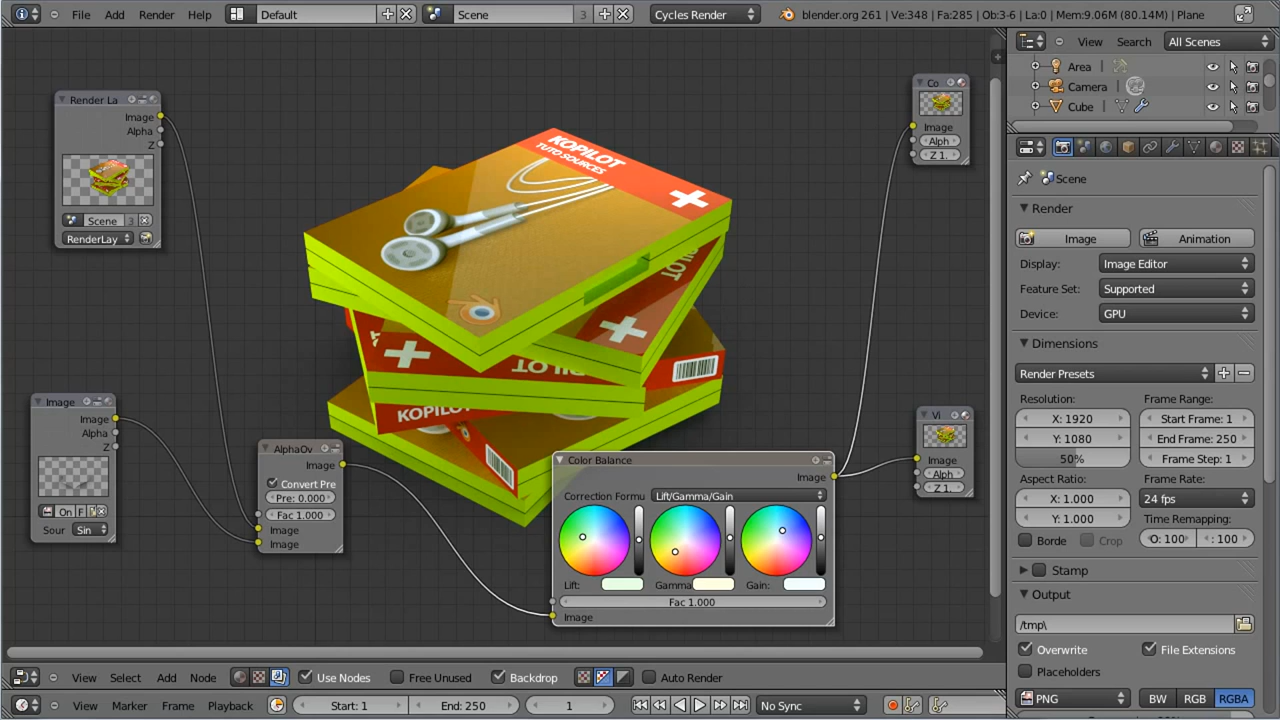 File Add Render Help Default Scene 3 Cycles Render blender.org 261 | Ve:348 | Fa:285 | Ob:3-6 | La:0 | Mem:9.06M (80.14M) | Plane
View Search All Scenes
Area
Camera
Cube
Scene
Render
Image Animation
Display: Image Editor
Feature Set: Supported
Device: GPU
Dimensions
Render Presets
Resolution: Frame Range:
X: 1920 Start Frame: 1
Y: 1080 End Frame: 250
50% Frame Step: 1
Aspect Ratio: Frame Rate:
X: 1.000 24 fps
Y: 1.000 Time Remapping:
Borde Crop O: 100 : 100
Stamp
Output
/tmp\
Overwrite File Extensions
Placeholders
PNG BW RGB RGBA
Render La
Image
Alpha
Z
Scene 3
RenderLay
Image
Image
Alpha
Z
On F
Sour Sin
AlphaOv
Image
Convert Pre
Pre: 0.000
Fac 1.000
Image
Image
KOPILOT
TUTO SOURCES
PILOT
KOPILOT
Color Balance
Image
Correction Formu Lift/Gamma/Gain
Lift: Gamma Gain:
Fac 1.000
Image
Co
Image
Alph
Z 1.
Vi
Image
Alph
Z 1.
View Select Add Node Use Nodes Free Unused Backdrop Auto Render
View Marker Frame Playback Start: 1 End: 250 1 No Sync